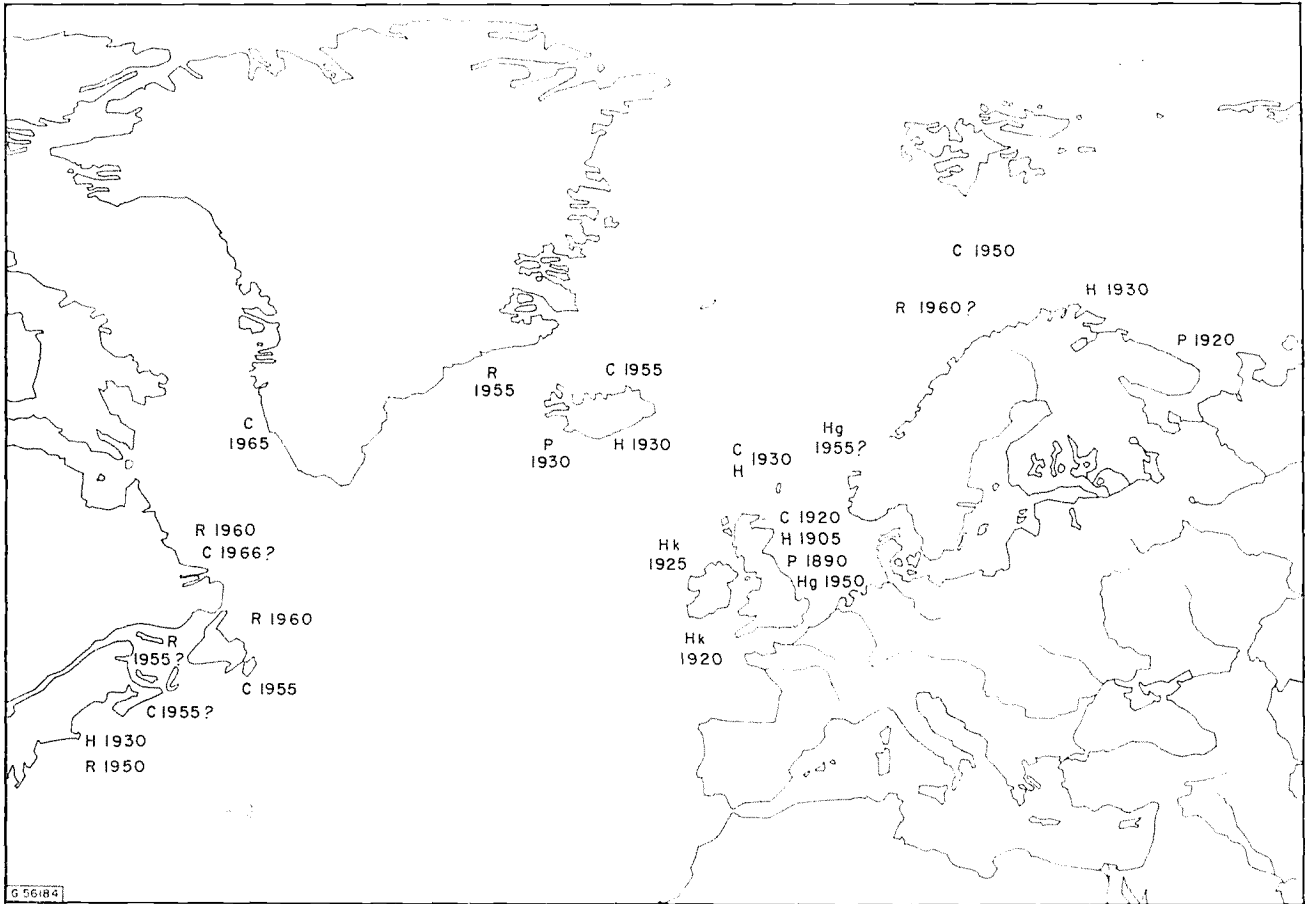 C 1950
H 1930
R 1960?
P 1920
R
1955
C 1955
C
1965
P
1930
H 1930
Hg
1955?
C
H 1930
R 1960
C 1966?
C 1920
H 1905
P 1890
Hg 1950
Hk
1925
R 1960
R
1955?
Hk
1920
C 1955
C 1955?
H 1930
R 1950
G 56184